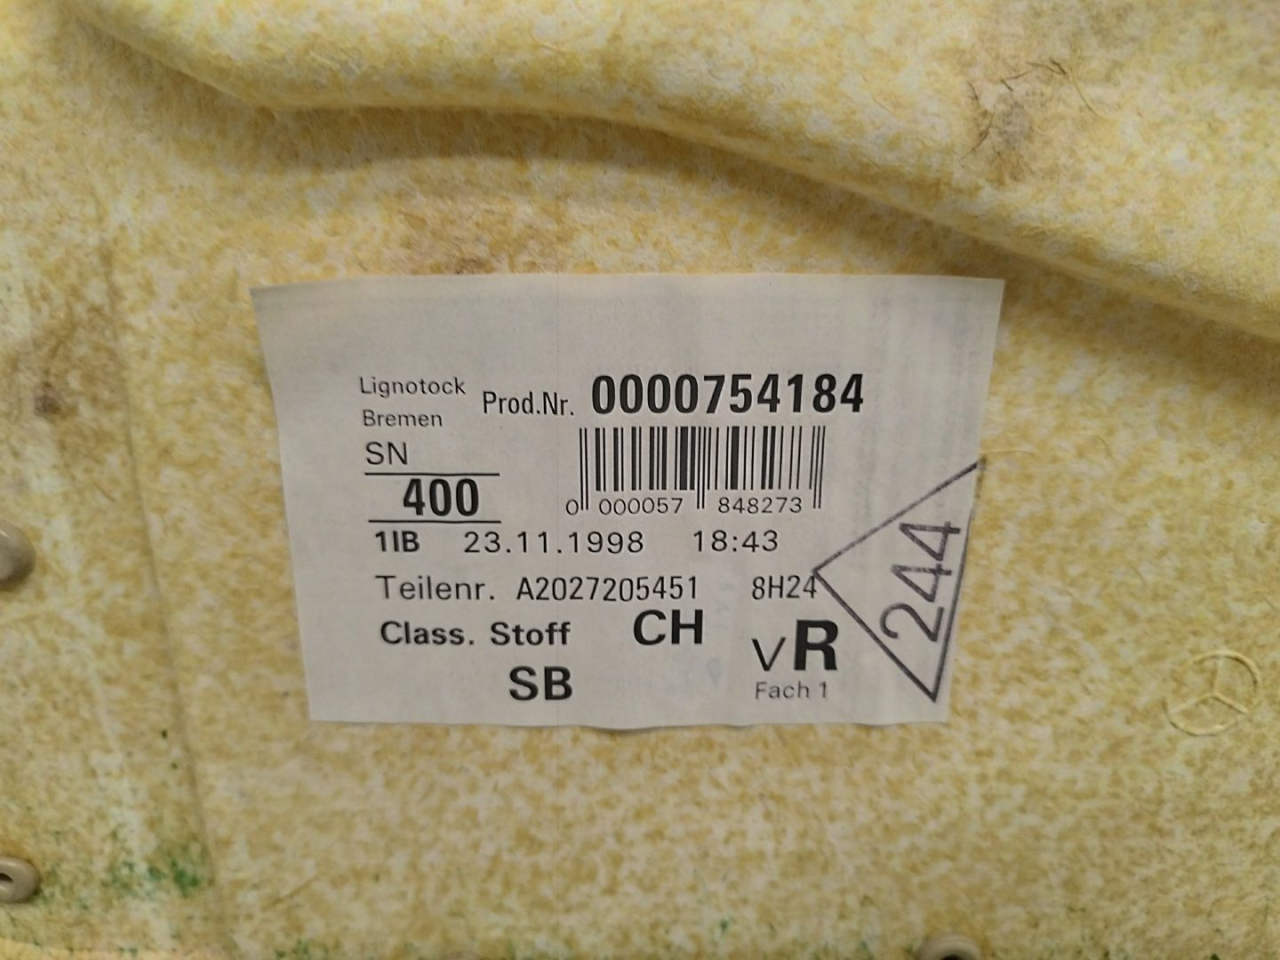 Lignotock
Bremen
Prod.Nr. 0000754184
SN
400
0 000057 848273
1IB 23.11.1998 18:43
Teilenr. A2027205451 8H24
Class. Stoff CH
SB
vR
Fach 1
244